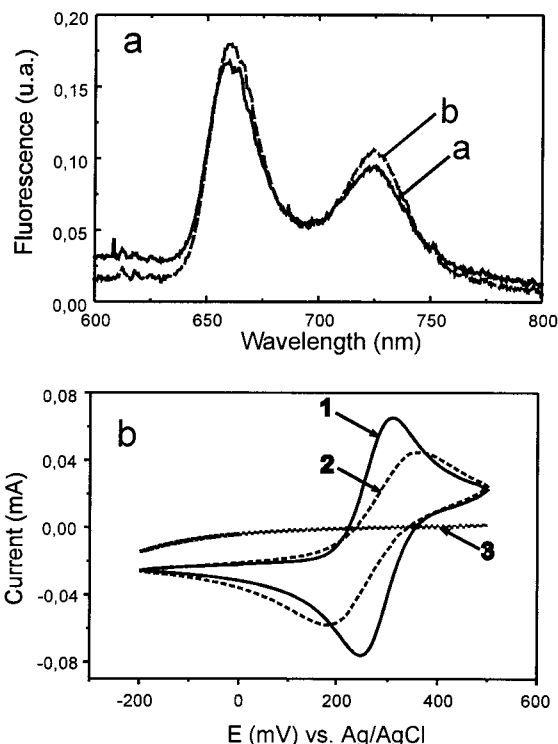 a
0,20
0,15
0,10
0,05
0,00
Fluorescence (u.a.)
b
a
600 650 700 750 800
Wavelength (nm)
b
0,08
0,04
0,00
-0,04
-0,08
Current (mA)
1
2
3
-200 0 200 400 600
E (mV) vs. Ag/AgCl